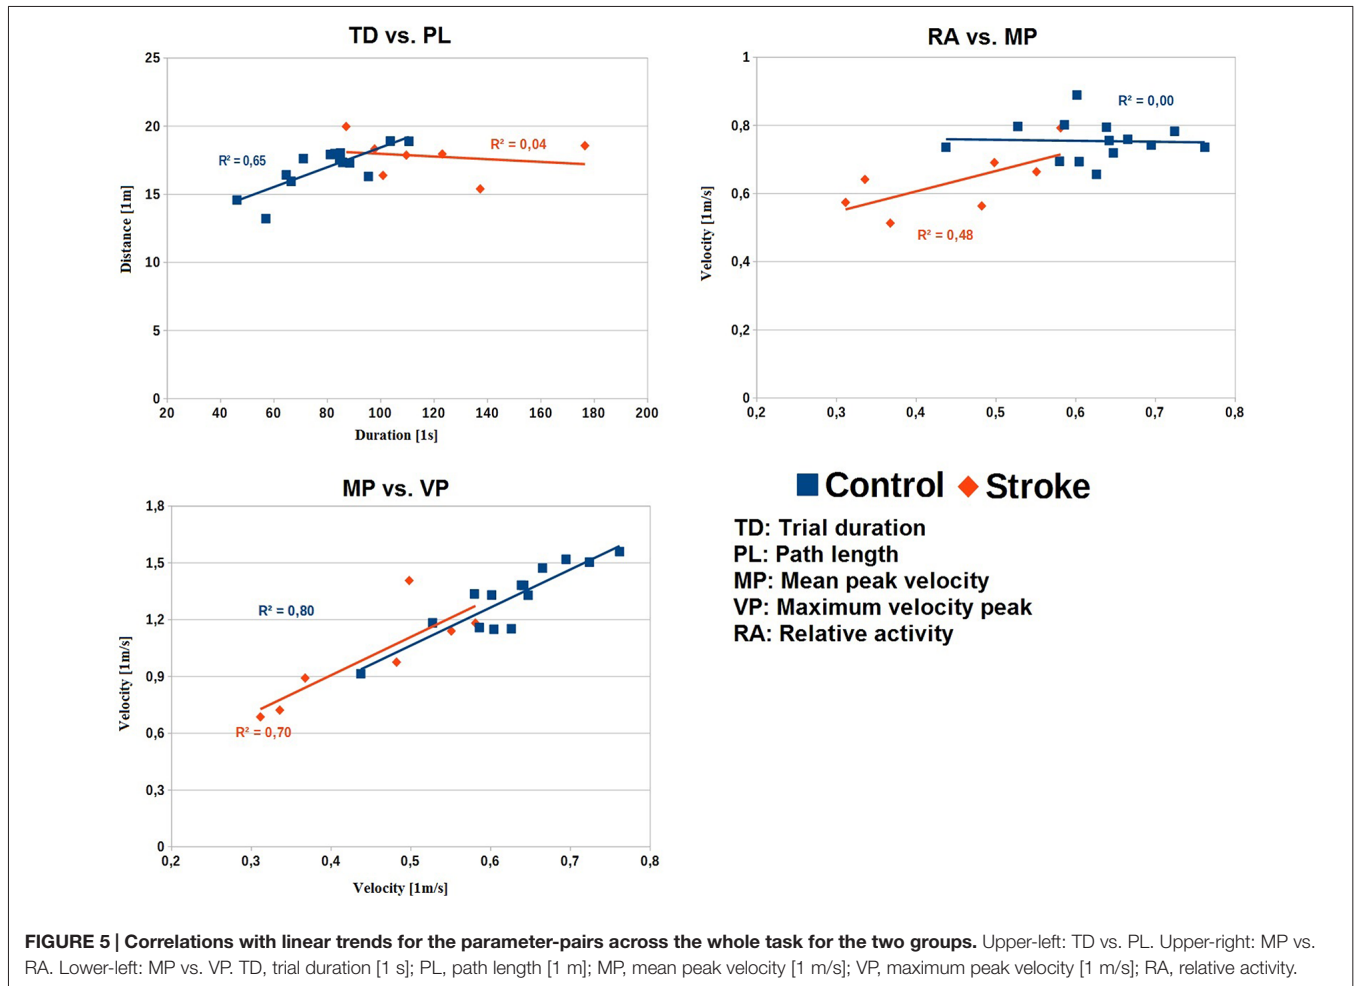 TD vs. PL
25
20
15
10
5
0
Distance [1m]
R² = 0,65
R² = 0,04
20 40 60 80 100 120 140 160 180 200
Duration [1s]
RA vs. MP
1
0,8
0,6
0,4
0,2
0
Velocity [1m/s]
R² = 0,00
R² = 0,48
0,2 0,3 0,4 0,5 0,6 0,7 0,8
MP vs. VP
1,8
1,5
1,2
0,9
0,6
0,3
0
Velocity [1m/s]
R² = 0,80
R² = 0,70
0,2 0,3 0,4 0,5 0,6 0,7 0,8
Velocity [1m/s]
Control Stroke
TD: Trial duration
PL: Path length
MP: Mean peak velocity
VP: Maximum velocity peak
RA: Relative activity
FIGURE 5 | Correlations with linear trends for the parameter-pairs across the whole task for the two groups. Upper-left: TD vs. PL. Upper-right: MP vs.
RA. Lower-left: MP vs. VP. TD, trial duration [1 s]; PL, path length [1 m]; MP, mean peak velocity [1 m/s]; VP, maximum peak velocity [1 m/s]; RA, relative activity.